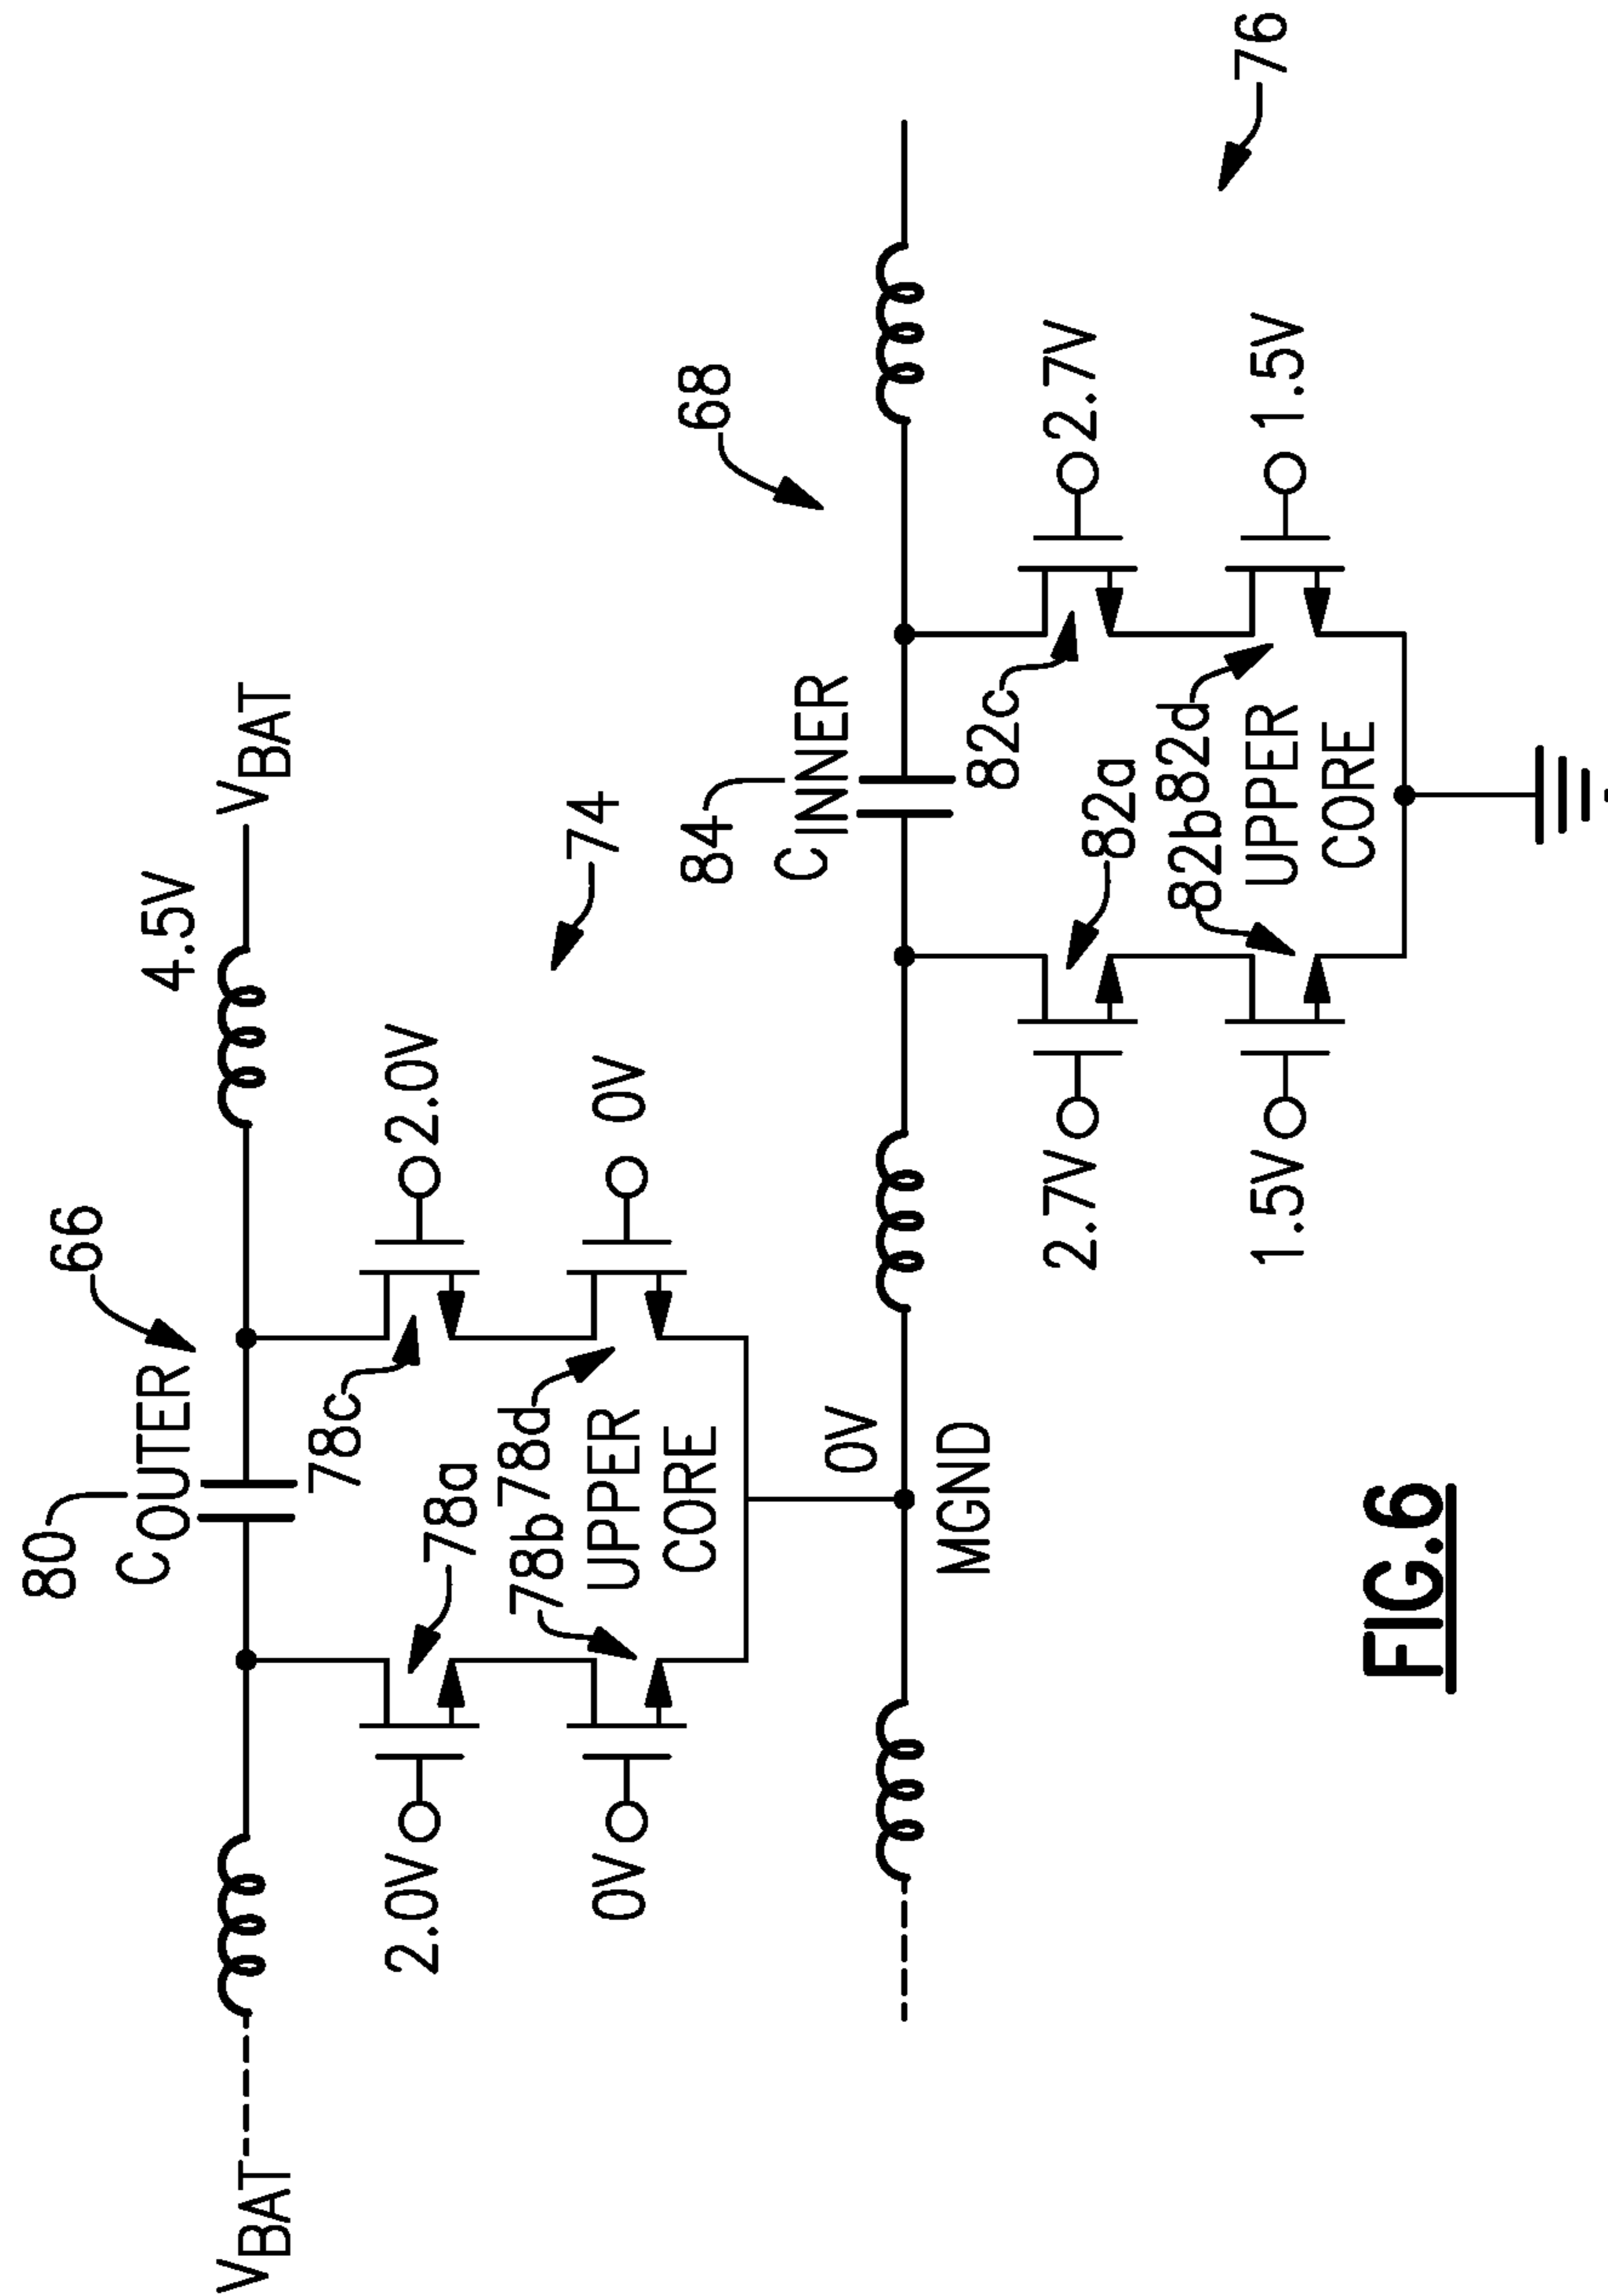 80
C OUTER
66
4.5V
VBAT
VBAT
78c
2.0V
2.0V
78a
74
78b 78d
0V
0V
UPPER
CORE
84
CINNER
68
0V
MGND
82c
2.7V
2.7V
82a
82b 82d
1.5V
1.5V
UPPER
CORE
76
FIG.6